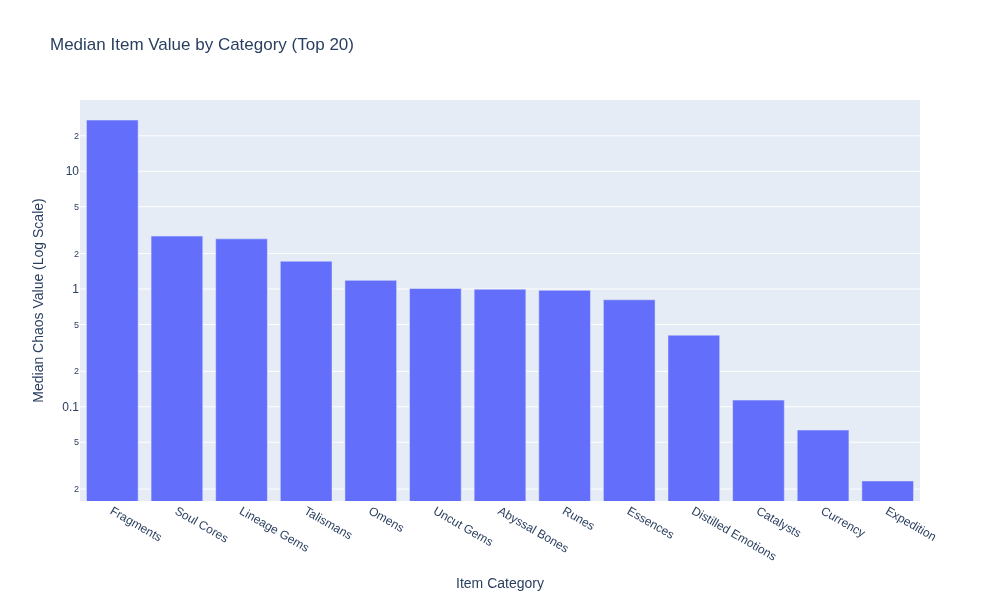 Median Item Value by Category (Top 20)
Median Chaos Value (Log Scale)
2
10
5
2
1
5
2
0.1
5
2
Fragments
Soul Cores
Lineage Gems
Talismans
Omens
Uncut Gems
Abyssal Bones
Runes
Essences
Distilled Emotions
Catalysts
Currency
Expedition
Item Category